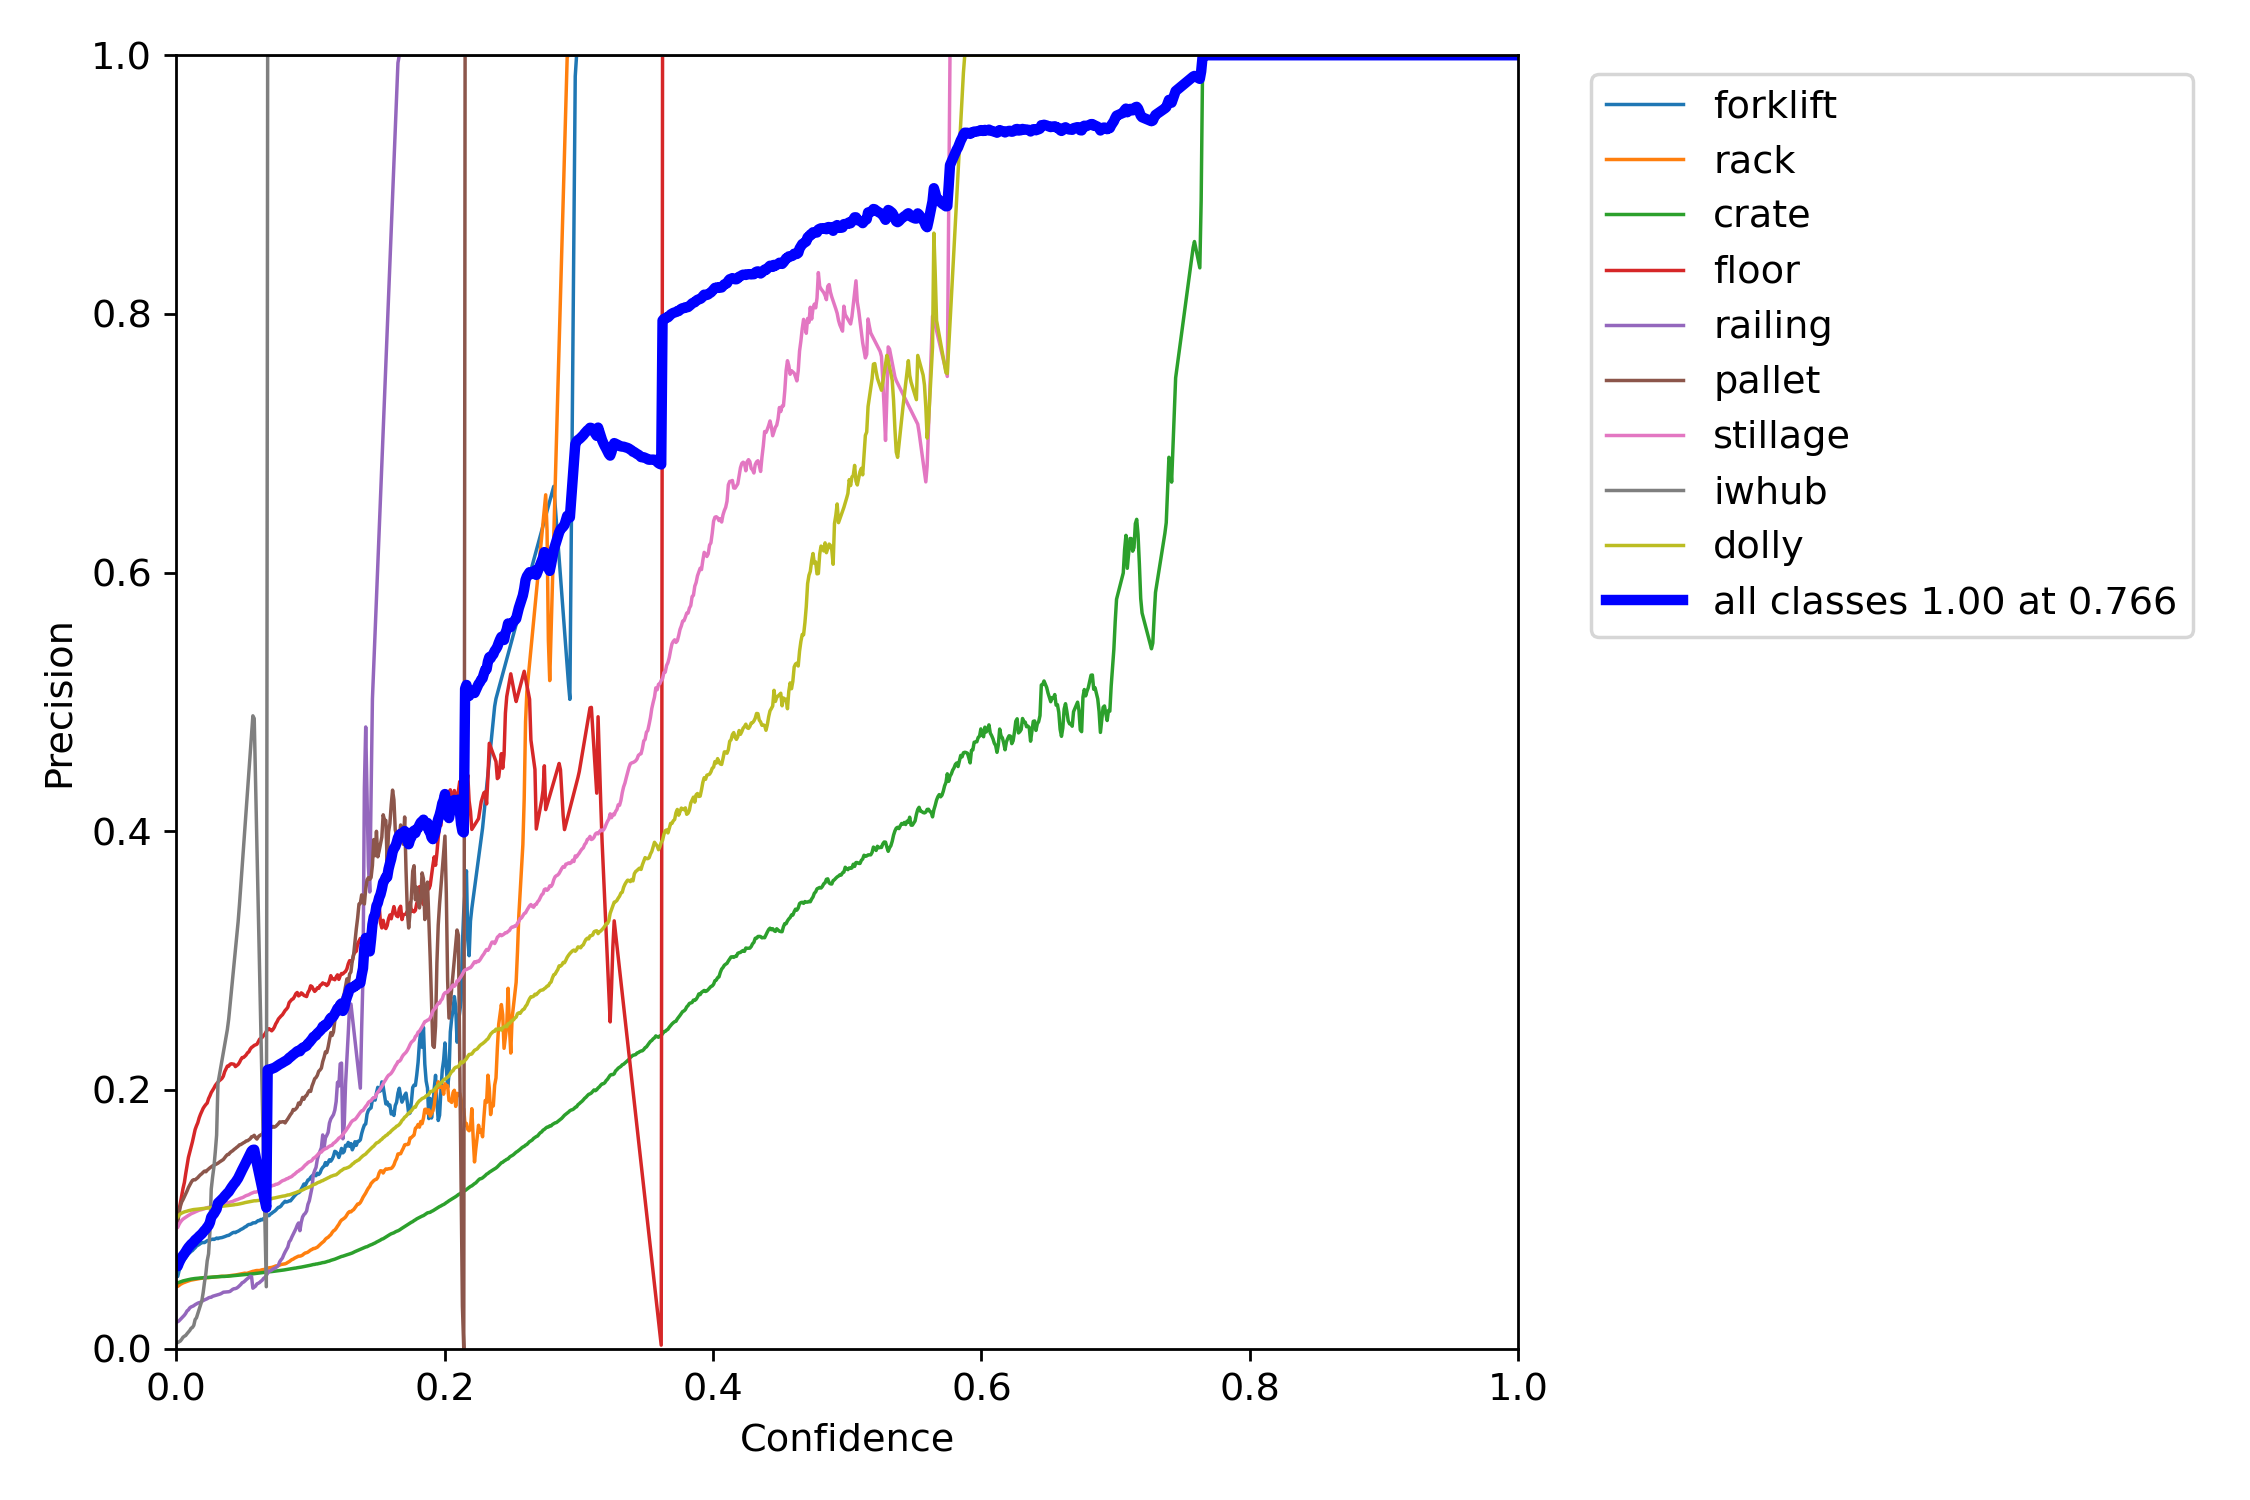 1.0
0.8
0.6
0.4
0.2
0.0
0.0 0.2 0.4 0.6 0.8 1.0
Precision
Confidence
forklift
rack
crate
floor
railing
pallet
stillage
iwhub
dolly
all classes 1.00 at 0.766